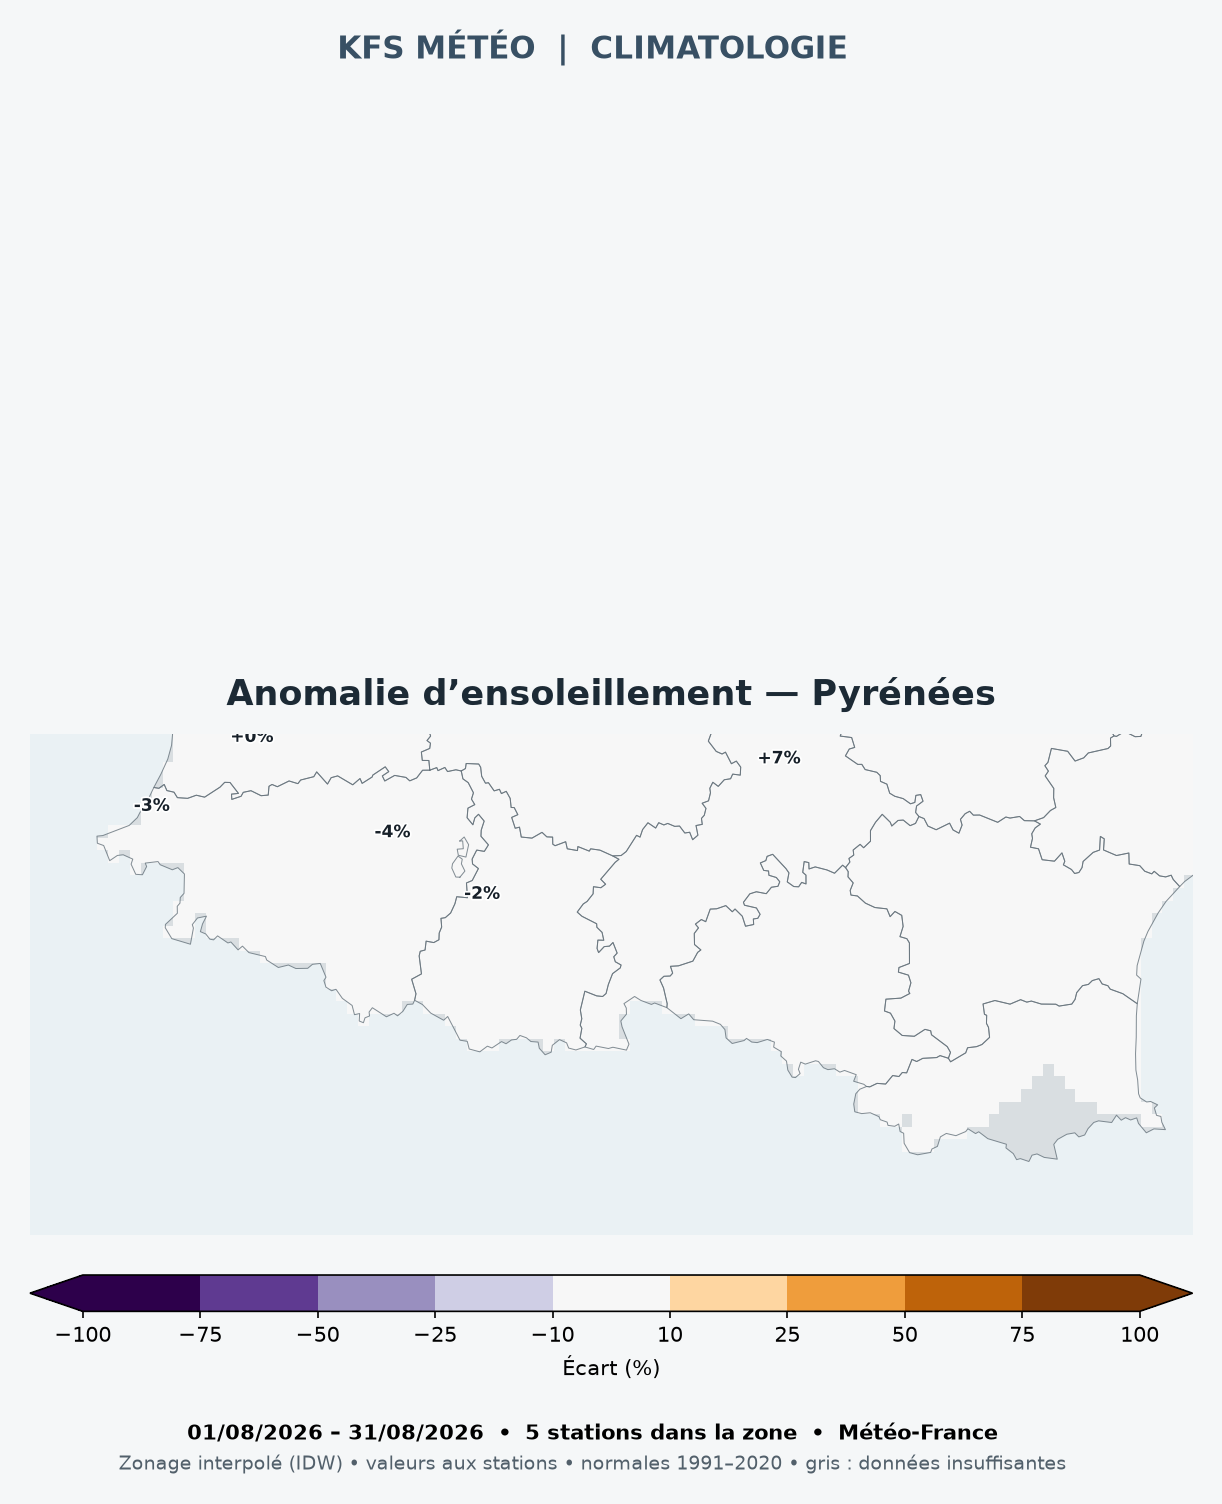 KFS MÉTÉO | CLIMATOLOGIE
Anomalie d’ensoleillement — Pyrénées
+0%
+7%
-3%
-4%
-2%
−100 −75 −50 −25 −10 10 25 50 75 100
Écart (%)
01/08/2026 – 31/08/2026 • 5 stations dans la zone • Météo-France
Zonage interpolé (IDW) • valeurs aux stations • normales 1991–2020 • gris : données insuffisantes